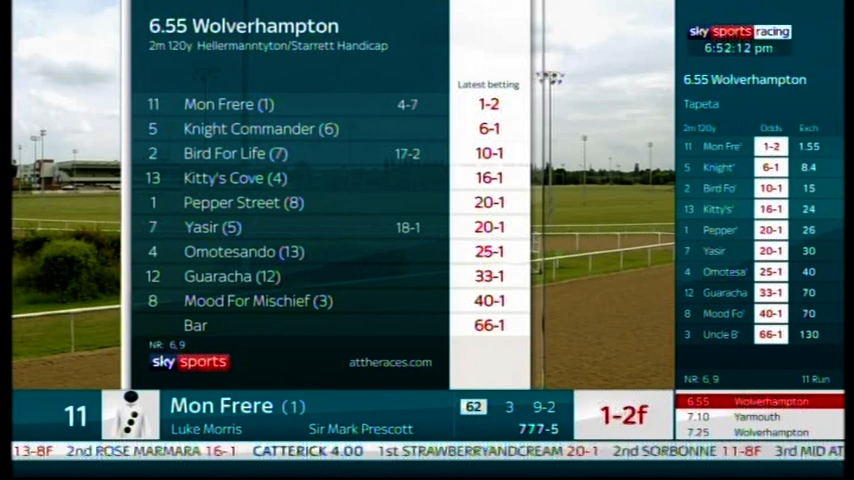 6.55 Wolverhampton
2m 120y Hellermanntyton/Starrett Handicap
Latest betting
11 Mon Frere (1) 4-7 1-2
5 Knight Commander (6) 6-1
2 Bird For Life (7) 17-2 10-1
13 Kitty's Cove (4) 16-1
1 Pepper Street (8) 20-1
7 Yasir (5) 18-1 20-1
4 Omotesando (13) 25-1
12 Guaracha (12) 33-1
8 Mood For Mischief (3) 40-1
Bar 66-1
NR: 6,9
sky sports attheraces.com
sky sports racing
6:52:12 pm
6.55 Wolverhampton
Tapeta
2m 120y Odds Exch
11 Mon Fre' 1-2 1.55
5 Knight' 6-1 8.4
2 Bird Fo' 10-1 15
13 Kitty's' 16-1 24
1 Pepper' 20-1 26
7 Yasir 20-1 30
4 Omotesa' 25-1 40
12 Guaracha 33-1 70
8 Mood Fo' 40-1 70
3 Uncle B' 66-1 130
NR: 6,9 11 Run
6.55 Wolverhampton
7.10 Yarmouth
7.25 Wolverhampton
11 Mon Frere (1) 62 3 9-2 1-2f
Luke Morris Sir Mark Prescott 777-5
13-8F 2nd ROSE MARMARA 16-1 CATTERICK 4.00 1st STRAWBERRYANDCREAM 20-1 2nd SORBONNE 11-8F 3rd MID AT